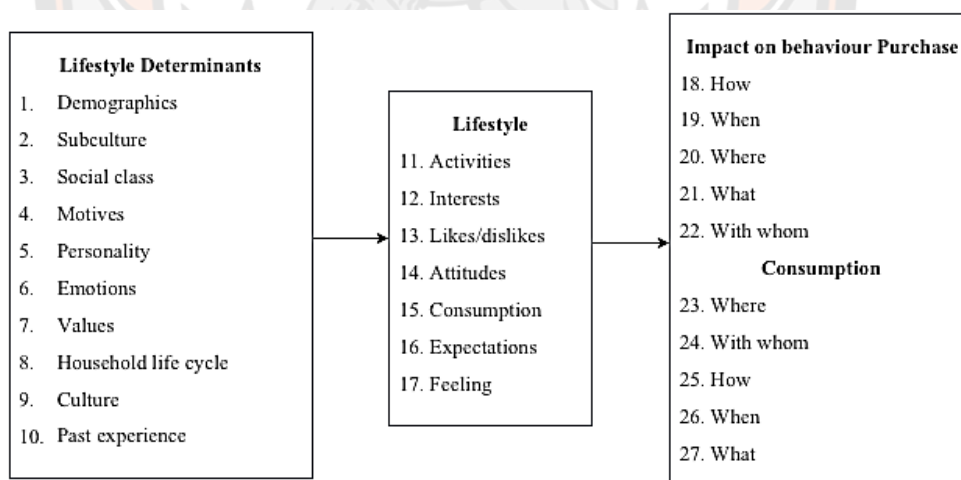 Lifestyle Determinants
1. Demographics
2. Subculture
3. Social class
4. Motives
5. Personality
6. Emotions
7. Values
8. Household life cycle
9. Culture
10. Past experience
Lifestyle
11. Activities
12. Interests
13. Likes/dislikes
14. Attitudes
15. Consumption
16. Expectations
17. Feeling
Impact on behaviour Purchase
18. How
19. When
20. Where
21. What
22. With whom
Consumption
23. Where
24. With whom
25. How
26. When
27. What